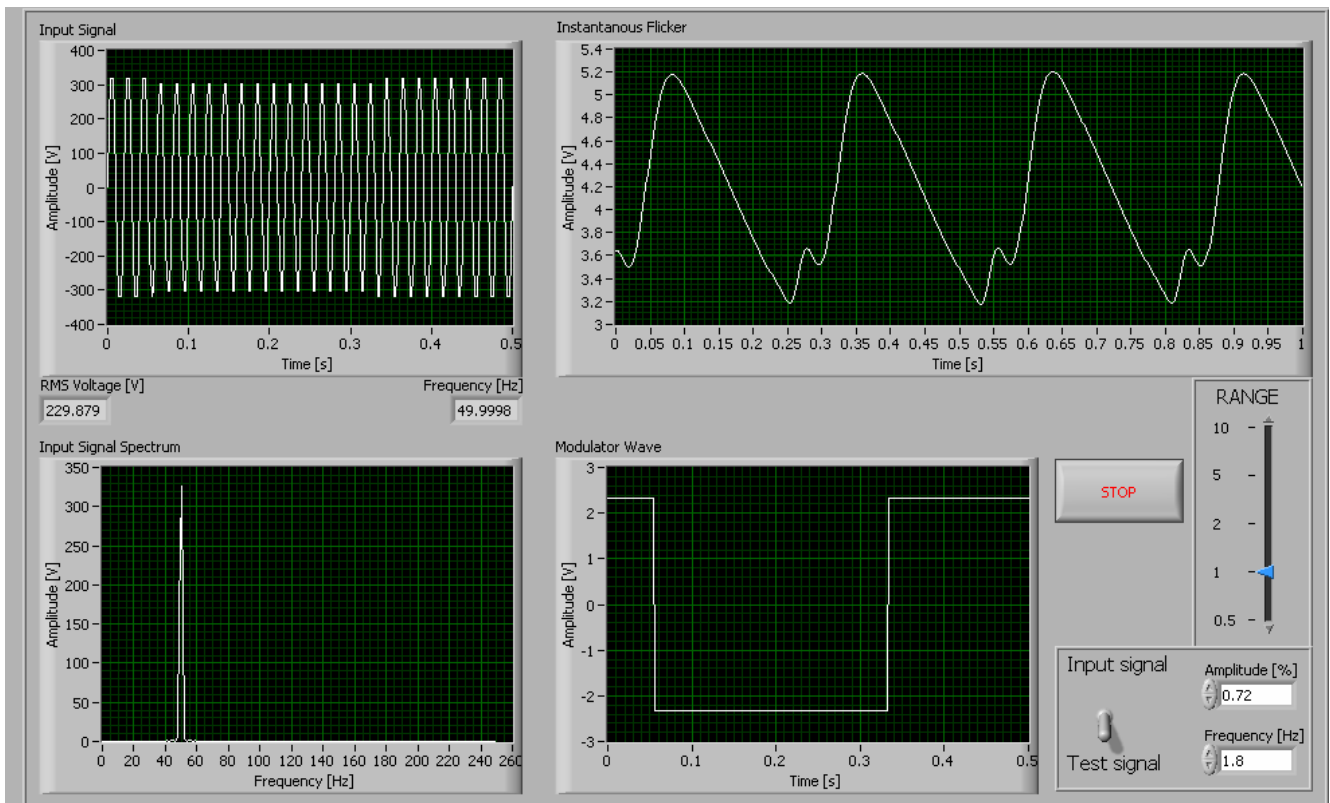 Input Signal
400
300
200
100
0
-100
-200
-300
-400
Amplitude [V]
0 0.1 0.2 0.3 0.4 0.5
Time [s]
RMS Voltage [V] Frequency [Hz]
229.879 49.9998
Instantanous Flicker
5.4
5.2
5
4.8
4.6
4.4
4.2
4
3.8
3.6
3.4
3.2
3
Amplitude [V]
0 0.05 0.1 0.15 0.2 0.25 0.3 0.35 0.4 0.45 0.5 0.55 0.6 0.65 0.7 0.75 0.8 0.85 0.9 0.95 1
Time [s]
Input Signal Spectrum
350
300
250
200
150
100
50
0
Amplitude [V]
0 20 40 60 80 100 120 140 160 180 200 220 240 260
Frequency [Hz]
Modulator Wave
3
2
1
0
-1
-2
-3
Amplitude [V]
0 0.1 0.2 0.3 0.4 0.5
Time [s]
STOP
RANGE
10
5
2
1
0.5
Input signal
Test signal
Amplitude [%]
0.72
Frequency [Hz]
1.8